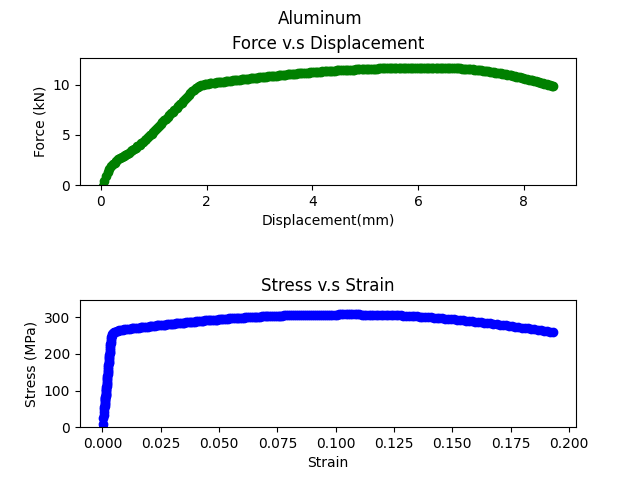 Aluminum
Force v.s Displacement
10
5
0
Force (kN)
0 2 4 6 8
Displacement(mm)
Stress v.s Strain
300
200
100
0
Stress (MPa)
0.000 0.025 0.050 0.075 0.100 0.125 0.150 0.175 0.200
Strain